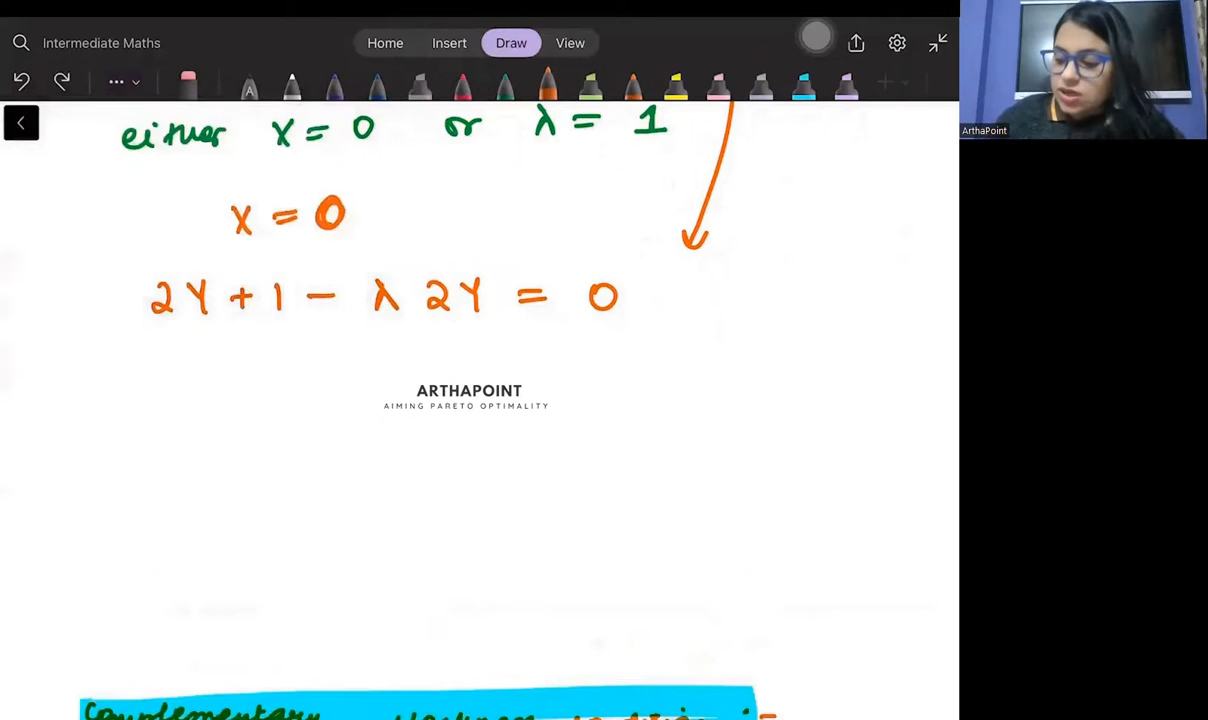 Intermediate Maths
Home Insert Draw View
ArthaPoint
either x = 0 or λ = 1
x = 0
2Y + 1 - λ 2Y = 0
ARTHAPOINT
AIMING PARETO OPTIMALITY
Complementary